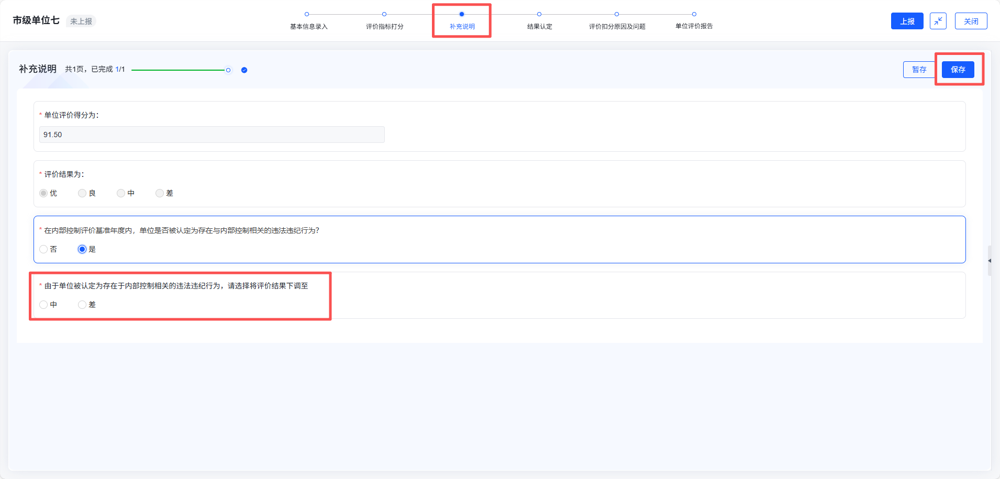 市级单位七 未上报
基本信息录入 评价指标打分 补充说明 结果认定 评价扣分原因及问题 单位评价报告
上报 关闭
补充说明 共1页，已完成 1/1
暂存 保存
* 单位评价得分为：
91.50
* 评价结果为：
优 良 中 差
* 在内部控制评价基准年度内，单位是否被认定为存在与内部控制相关的违法违纪行为？
否 是
* 由于单位被认定为存在于内部控制相关的违法违纪行为，请选择将评价结果下调至
中 差